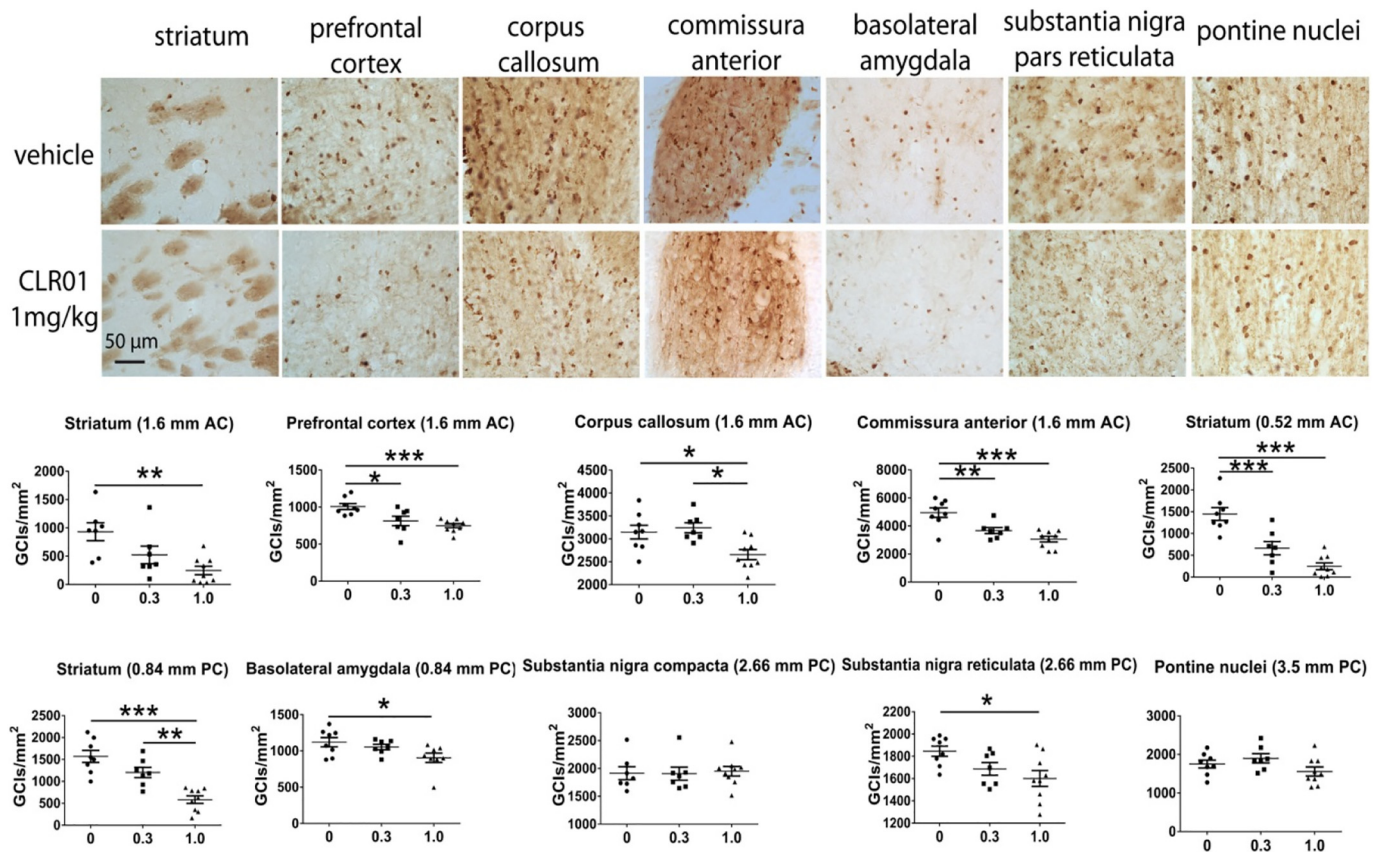 striatum
prefrontal
cortex
corpus
callosum
commissura
anterior
basolateral
amygdala
substantia nigra
pars reticulata
pontine nuclei
vehicle
CLR01
1mg/kg
50 µm
Striatum (1.6 mm AC)
**
GCIs/mm²
2000
1500
1000
500
0
0 0.3 1.0
Prefrontal cortex (1.6 mm AC)
***
*
GCIs/mm²
1500
1000
500
0
0 0.3 1.0
Corpus callosum (1.6 mm AC)
*
*
GCIs/mm²
4500
4000
3500
3000
2500
2000
0 0.3 1.0
Commissura anterior (1.6 mm AC)
***
**
GCIs/mm²
8000
6000
4000
2000
0
0 0.3 1.0
Striatum (0.52 mm AC)
***
***
GCIs/mm²
2500
2000
1500
1000
500
0
0 0.3 1.0
Striatum (0.84 mm PC)
***
**
GCIs/mm²
2500
2000
1500
1000
500
0
0 0.3 1.0
Basolateral amygdala (0.84 mm PC)
*
GCIs/mm²
1500
1000
500
0
0 0.3 1.0
Substantia nigra compacta (2.66 mm PC)
GCIs/mm²
3000
2500
2000
1500
1000
0 0.3 1.0
Substantia nigra reticulata (2.66 mm PC)
*
GCIs/mm²
2200
2000
1800
1600
1400
1200
0 0.3 1.0
Pontine nuclei (3.5 mm PC)
GCIs/mm²
3000
2000
1000
0
0 0.3 1.0